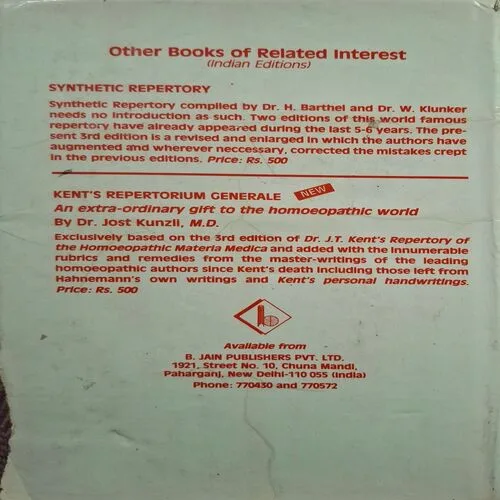 Other Books of Related Interest
(Indian Editions)
SYNTHETIC REPERTORY
Synthetic Repertory compiled by Dr. H. Barthel and Dr. W. Klunker
needs no introduction as such. Two editions of this world famous
repertory have already appeared during the last 5-6 years. The pre-
sent 3rd edition is a revised and enlarged in which the authors have
augmented and wherever neccessary, corrected the mistakes crept
in the previous editions. Price: Rs. 500
KENT'S REPERTORIUM GENERALE NEW
An extra-ordinary gift to the homoeopathic world
By Dr. Jost Kunzli, M.D.
Exclusively based on the 3rd edition of Dr. J.T. Kent's Repertory of
the Homoeopathic Materia Medica and added with the innumerable
rubrics and remedies from the master-writings of the leading
homoeopathic authors since Kent's death including those left from
Hahnemann's own writings and Kent's personal handwritings.
Price: Rs. 500
Available from
B. JAIN PUBLISHERS PVT. LTD.
1921, Street No. 10, Chuna Mandi,
Paharganj, New Delhi-110 055 (India)
Phone: 770430 and 770572